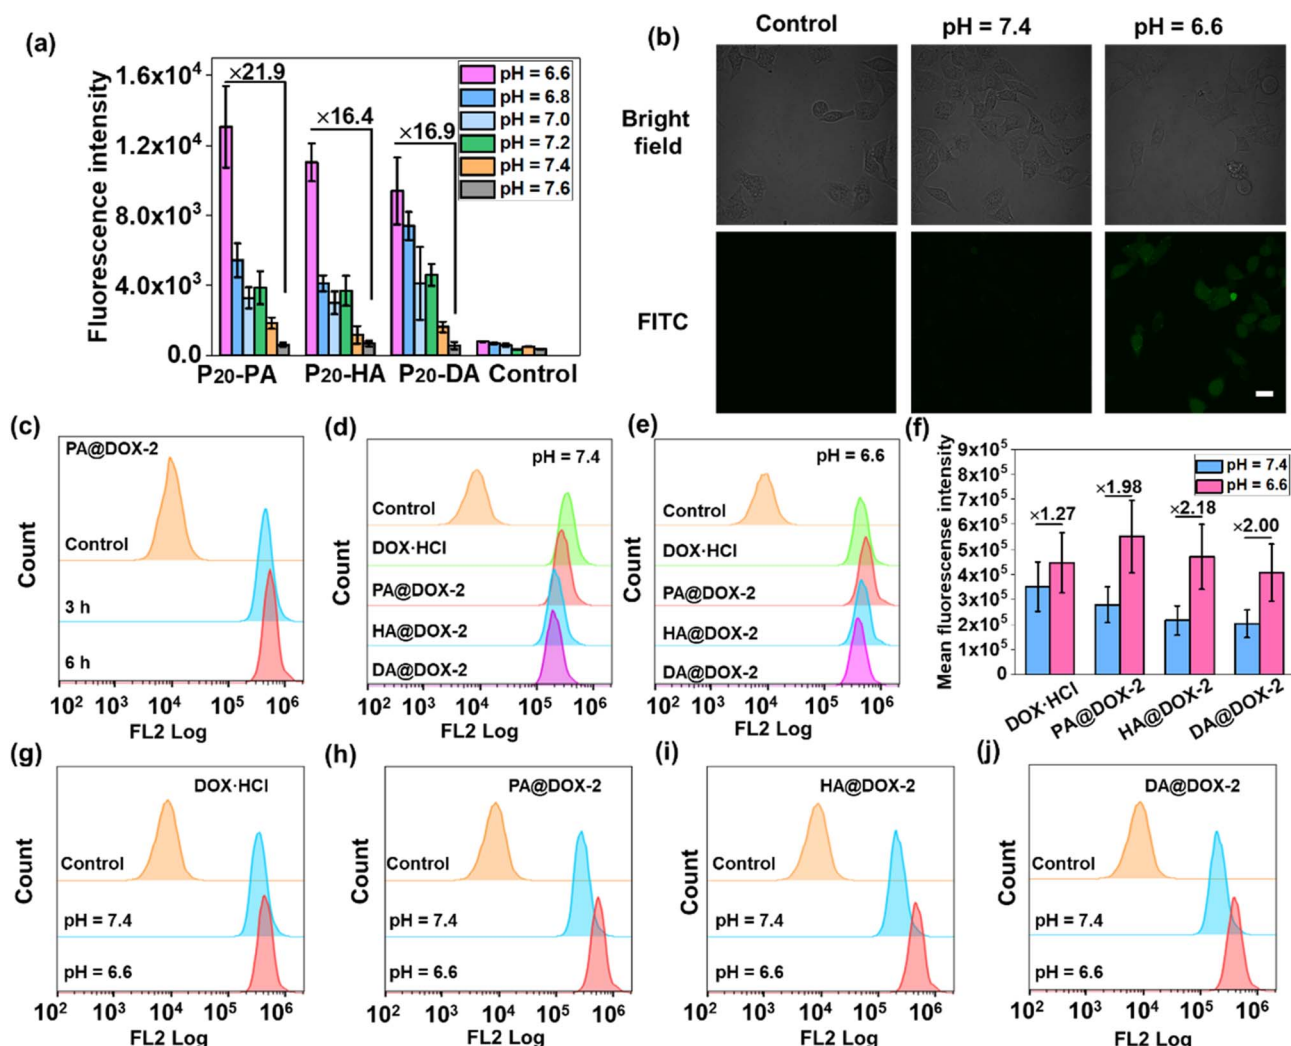 (a)
Fluorescence intensity
1.6x10⁴
1.2x10⁴
8.0x10³
4.0x10³
0.0
×21.9
×16.4
×16.9
pH = 6.6
pH = 6.8
pH = 7.0
pH = 7.2
pH = 7.4
pH = 7.6
P₂₀-PA P₂₀-HA P₂₀-DA Control
(b)
Control pH = 7.4 pH = 6.6
Bright
field
FITC
(c)
PA@DOX-2
Count
Control
3 h
6 h
10² 10³ 10⁴ 10⁵ 10⁶
FL2 Log
(d)
pH = 7.4
Count
Control
DOX·HCl
PA@DOX-2
HA@DOX-2
DA@DOX-2
10² 10³ 10⁴ 10⁵ 10⁶
FL2 Log
(e)
pH = 6.6
Count
Control
DOX·HCl
PA@DOX-2
HA@DOX-2
DA@DOX-2
10² 10³ 10⁴ 10⁵ 10⁶
FL2 Log
(f)
Mean fluorescense intensity
9x10⁵
8x10⁵
7x10⁵
6x10⁵
5x10⁵
4x10⁵
3x10⁵
2x10⁵
1x10⁵
0
pH = 7.4
pH = 6.6
×1.27
×1.98
×2.18
×2.00
DOX·HCl
PA@DOX-2
HA@DOX-2
DA@DOX-2
(g)
DOX·HCl
Count
Control
pH = 7.4
pH = 6.6
10² 10³ 10⁴ 10⁵ 10⁶
FL2 Log
(h)
PA@DOX-2
Count
Control
pH = 7.4
pH = 6.6
10² 10³ 10⁴ 10⁵ 10⁶
FL2 Log
(i)
HA@DOX-2
Count
Control
pH = 7.4
pH = 6.6
10² 10³ 10⁴ 10⁵ 10⁶
FL2 Log
(j)
DA@DOX-2
Count
Control
pH = 7.4
pH = 6.6
10² 10³ 10⁴ 10⁵ 10⁶
FL2 Log